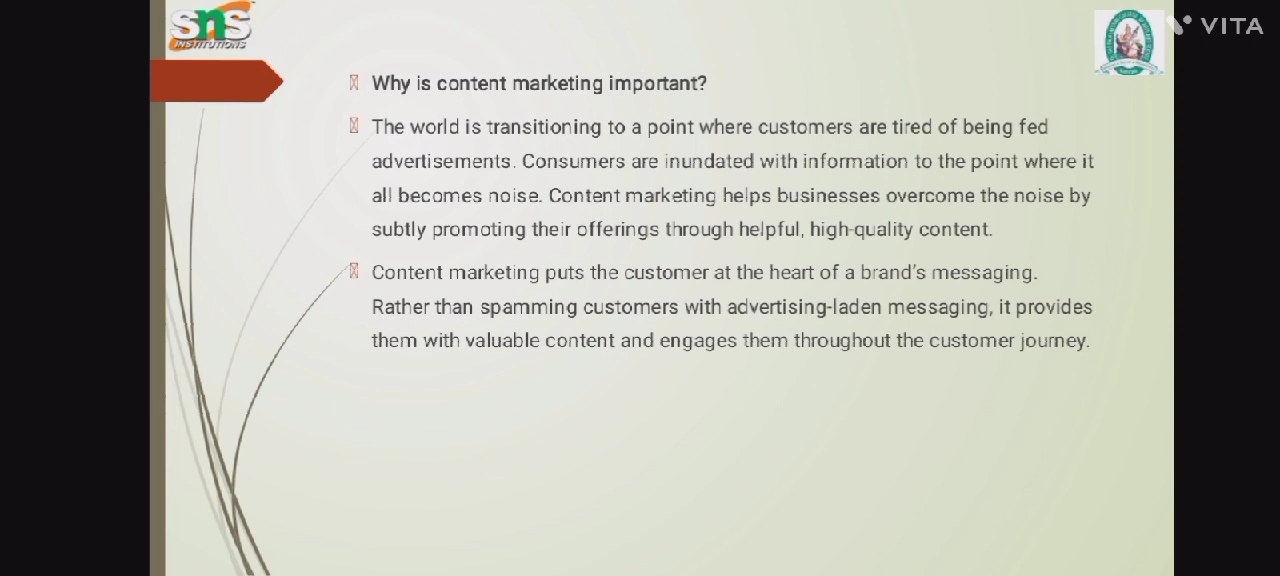 SNS
INSTITUTIONS
VITA
Why is content marketing important?
The world is transitioning to a point where customers are tired of being fed
advertisements. Consumers are inundated with information to the point where it
all becomes noise. Content marketing helps businesses overcome the noise by
subtly promoting their offerings through helpful, high-quality content.
Content marketing puts the customer at the heart of a brand's messaging.
Rather than spamming customers with advertising-laden messaging, it provides
them with valuable content and engages them throughout the customer journey.